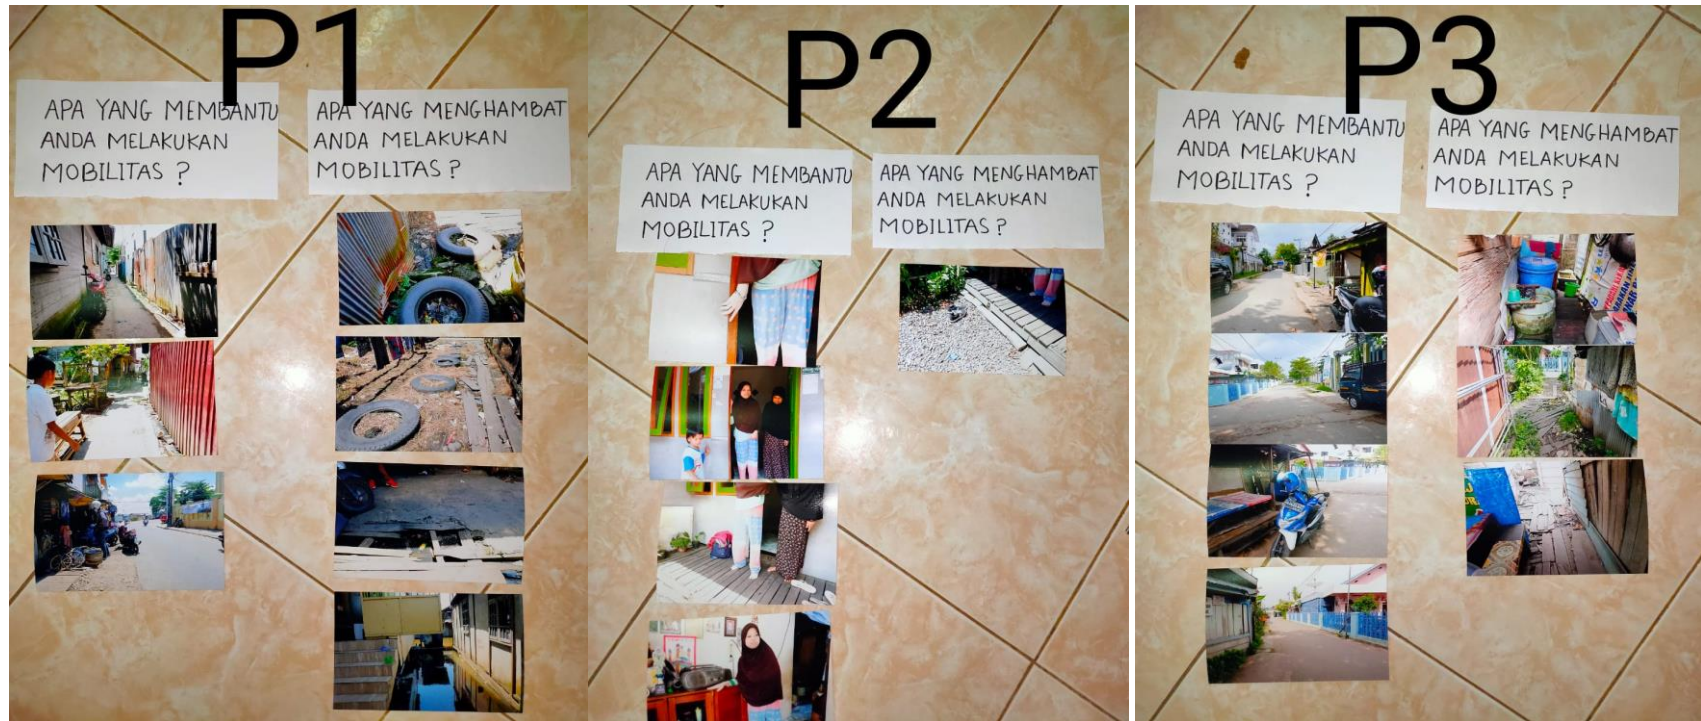 P1
APA YANG MEMBANTU
ANDA MELAKUKAN
MOBILITAS ?
APA YANG MENGHAMBAT
ANDA MELAKUKAN
MOBILITAS ?
P2
APA YANG MEMBANTU
ANDA MELAKUKAN
MOBILITAS ?
APA YANG MENGHAMBAT
ANDA MELAKUKAN
MOBILITAS ?
P3
APA YANG MEMBANTU
ANDA MELAKUKAN
MOBILITAS ?
APA YANG MENGHAMBAT
ANDA MELAKUKAN
MOBILITAS ?